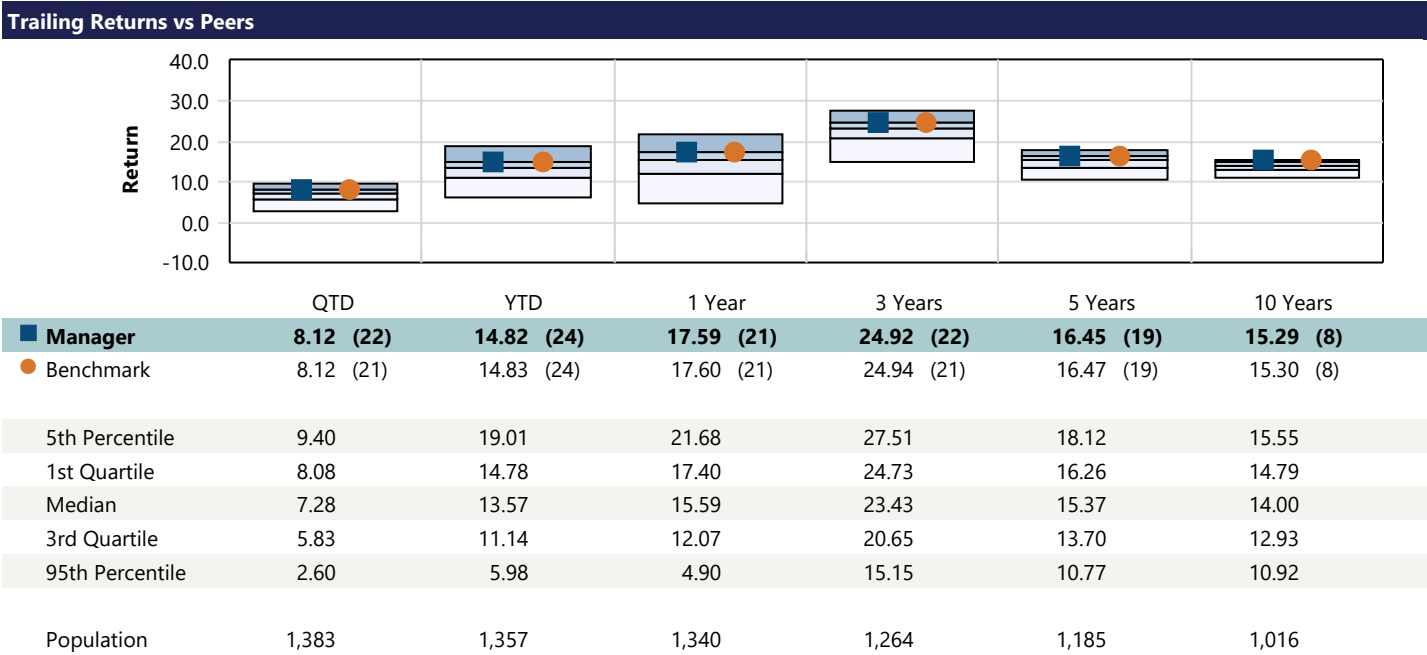 Trailing Returns vs Peers
40.0
30.0
20.0
10.0
0.0
-10.0
Return
QTD YTD 1 Year 3 Years 5 Years 10 Years
Manager 8.12 (22) 14.82 (24) 17.59 (21) 24.92 (22) 16.45 (19) 15.29 (8)
Benchmark 8.12 (21) 14.83 (24) 17.60 (21) 24.94 (21) 16.47 (19) 15.30 (8)
5th Percentile 9.40 19.01 21.68 27.51 18.12 15.55
1st Quartile 8.08 14.78 17.40 24.73 16.26 14.79
Median 7.28 13.57 15.59 23.43 15.37 14.00
3rd Quartile 5.83 11.14 12.07 20.65 13.70 12.93
95th Percentile 2.60 5.98 4.90 15.15 10.77 10.92
Population 1,383 1,357 1,340 1,264 1,185 1,016